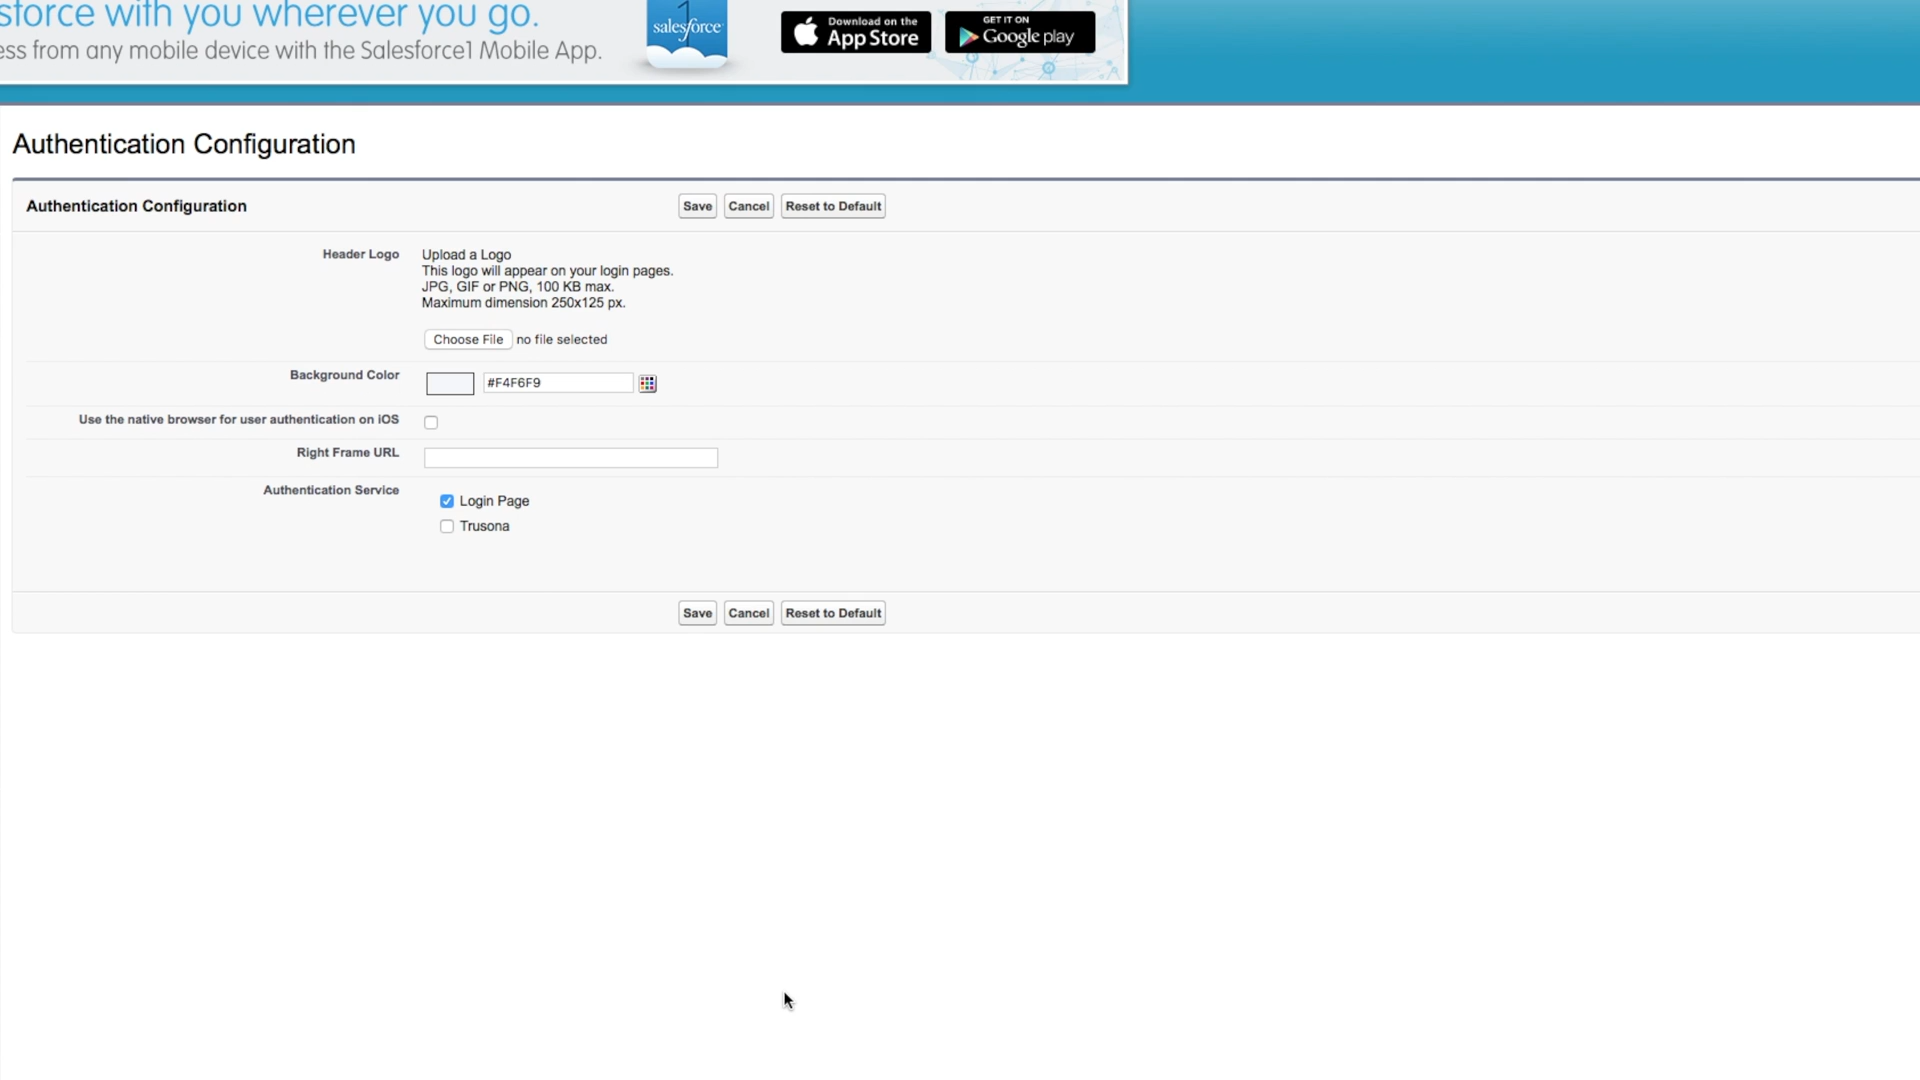 sforce with you wherever you go.
ess from any mobile device with the Salesforce1 Mobile App.
1
salesforce
Download on the
App Store
GET IT ON
Google play
Authentication Configuration
Authentication Configuration
Save Cancel Reset to Default
Header Logo
Upload a Logo
This logo will appear on your login pages.
JPG, GIF or PNG, 100 KB max.
Maximum dimension 250x125 px.
Choose File no file selected
Background Color #F4F6F9
Use the native browser for user authentication on iOS
Right Frame URL
Authentication Service
Login Page
Trusona
Save Cancel Reset to Default